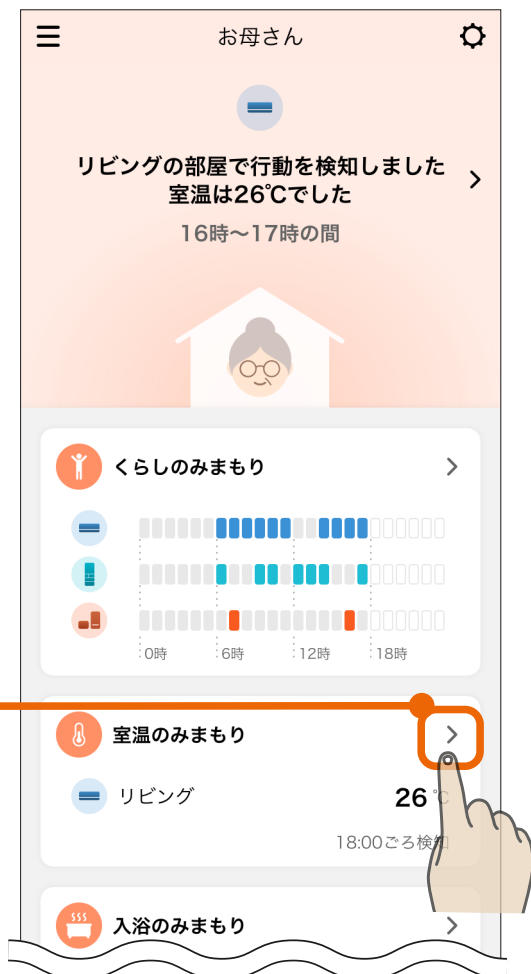 お母さん
リビングの部屋で行動を検知しました
室温は26℃でした
16時〜17時の間
くらしのみまもり
0時 6時 12時 18時
室温のみまもり
リビング 26 ℃
18:00ごろ検知
入浴のみまもり